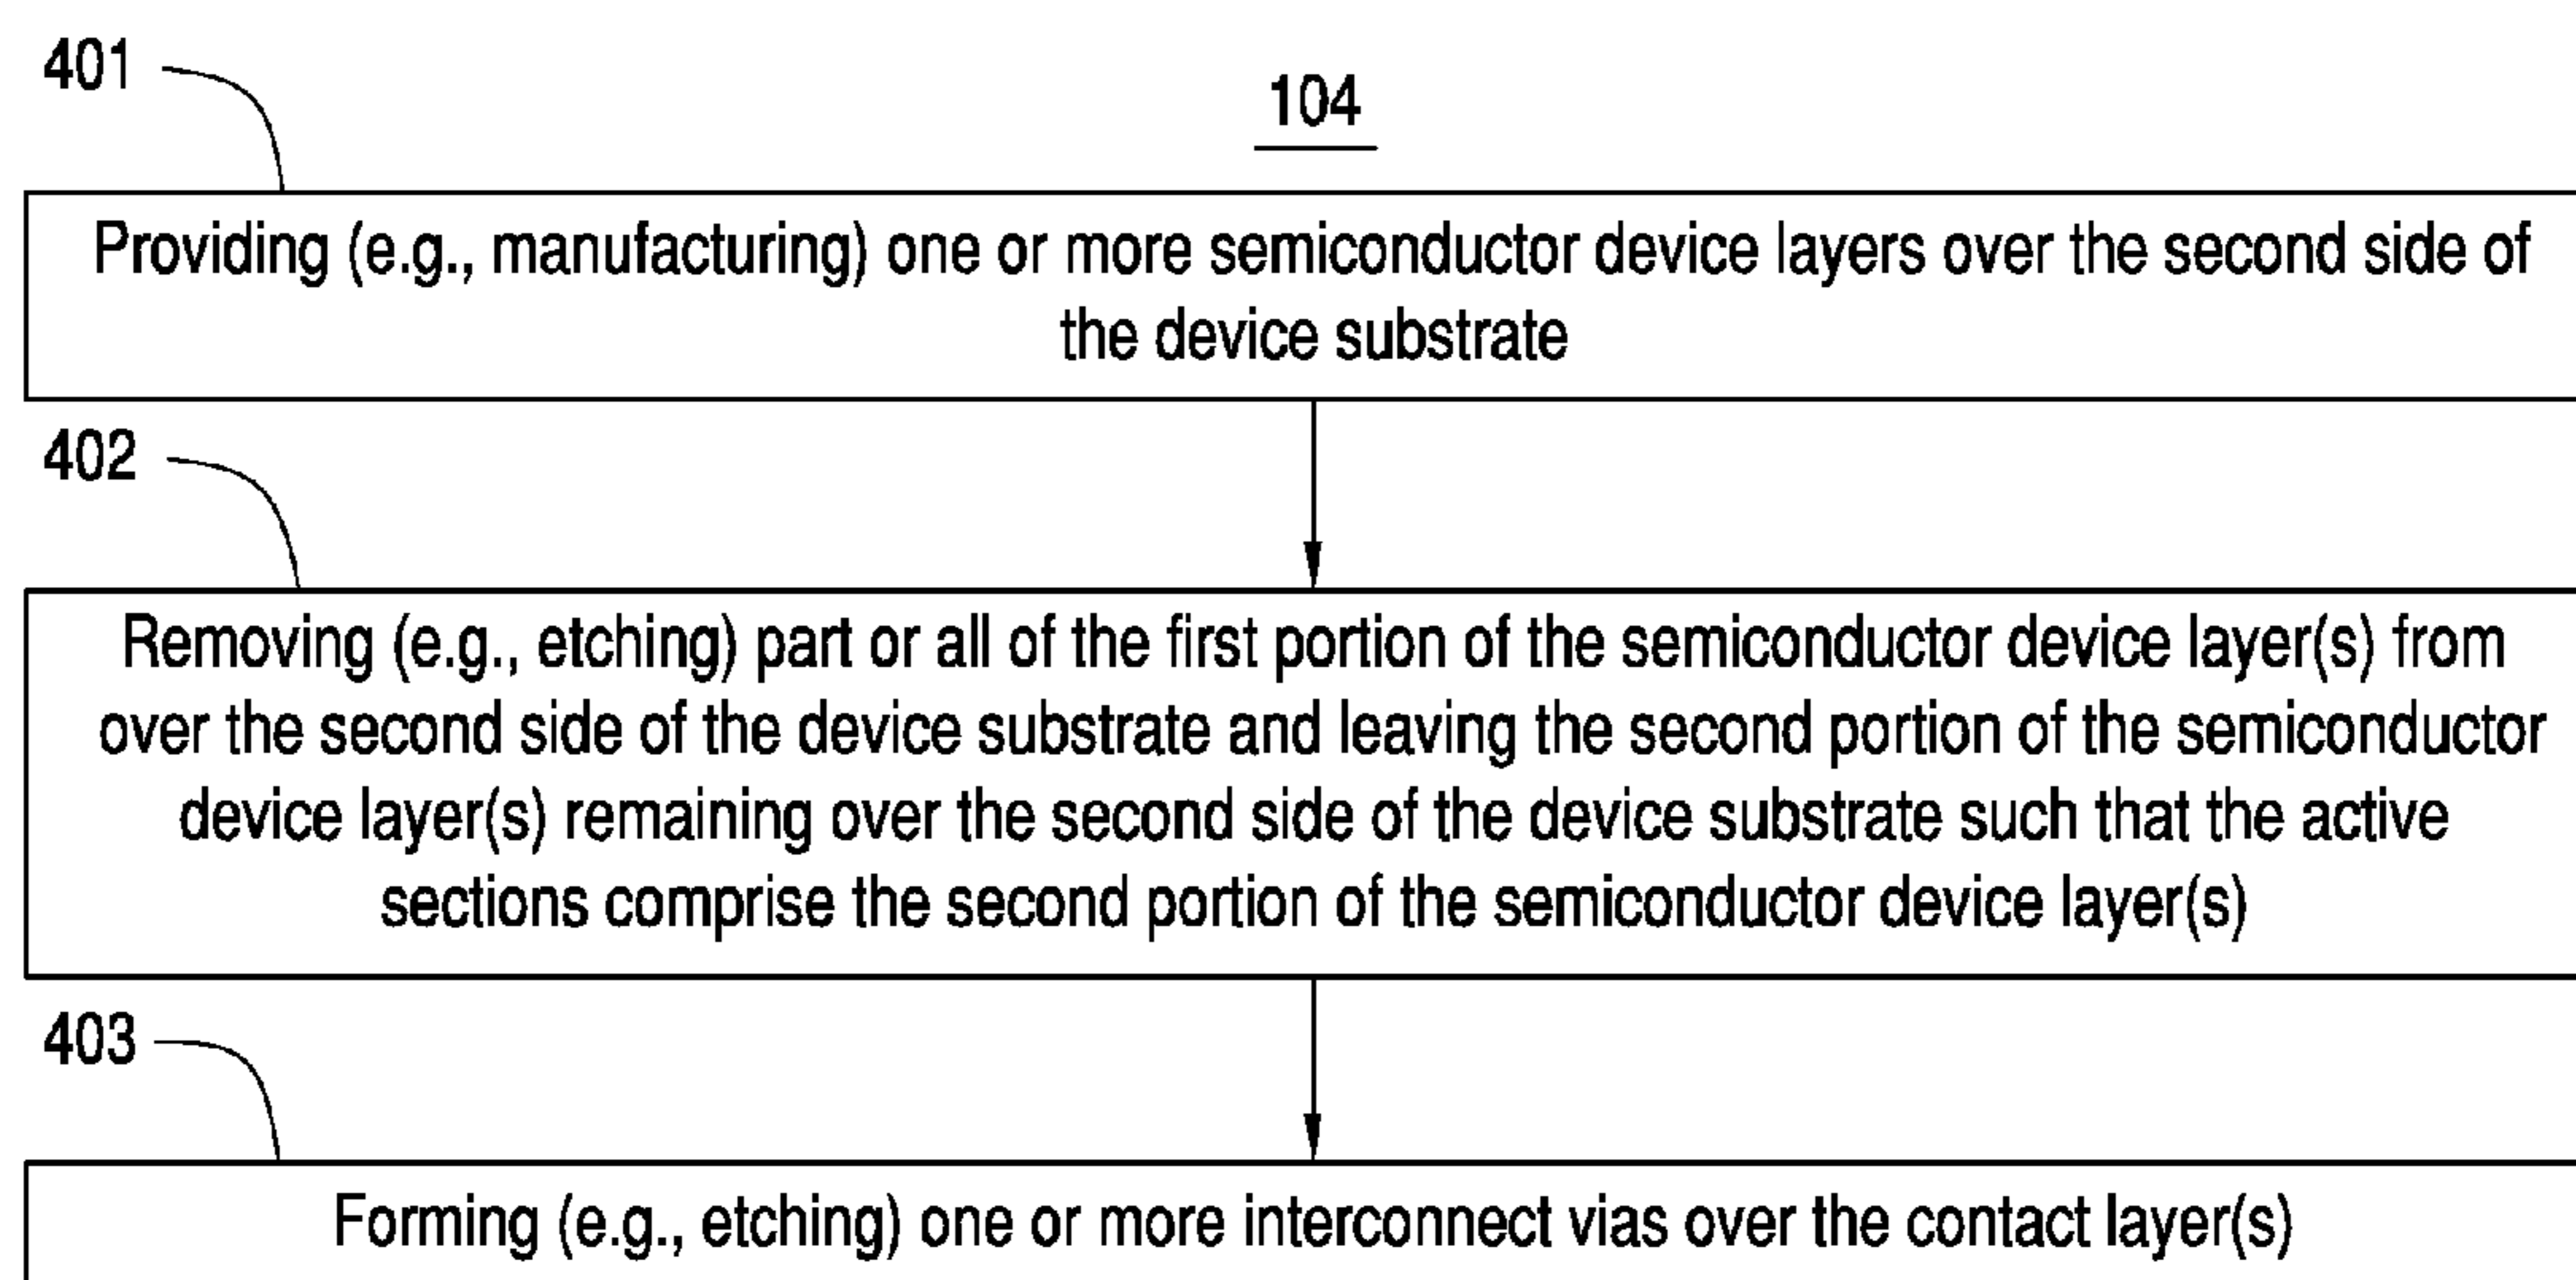 401
104
Providing (e.g., manufacturing) one or more semiconductor device layers over the second side of
the device substrate
402
Removing (e.g., etching) part or all of the first portion of the semiconductor device layer(s) from
over the second side of the device substrate and leaving the second portion of the semiconductor
device layer(s) remaining over the second side of the device substrate such that the active
sections comprise the second portion of the semiconductor device layer(s)
403
Forming (e.g., etching) one or more interconnect vias over the contact layer(s)